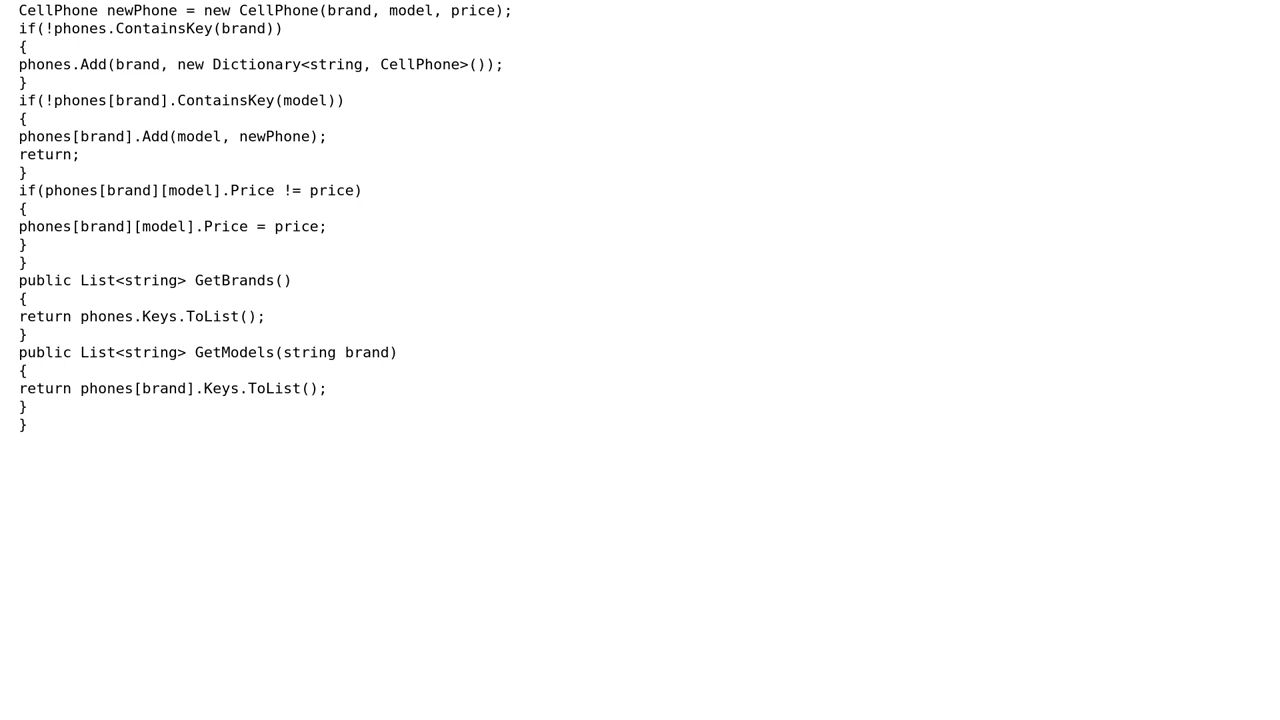 CellPhone newPhone = new CellPhone(brand, model, price);
if(!phones.ContainsKey(brand))
{
phones.Add(brand, new Dictionary<string, CellPhone>());
}
if(!phones[brand].ContainsKey(model))
{
phones[brand].Add(model, newPhone);
return;
}
if(phones[brand][model].Price != price)
{
phones[brand][model].Price = price;
}
}
public List<string> GetBrands()
{
return phones.Keys.ToList();
}
public List<string> GetModels(string brand)
{
return phones[brand].Keys.ToList();
}
}